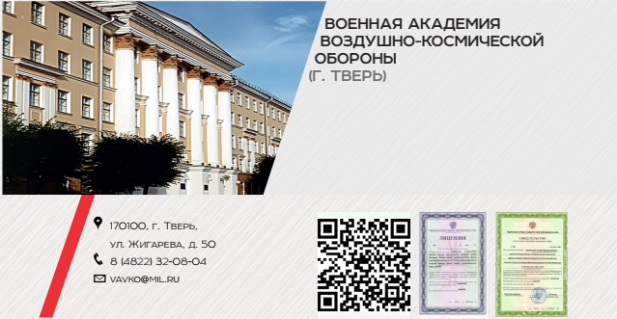 ВОЕННАЯ АКАДЕМИЯ
ВОЗДУШНО-КОСМИЧЕСКОЙ
ОБОРОНЫ
(Г. ТВЕРЬ)
170100, г. Тверь,
ул. Жигарева, д. 50
8 (4822) 32-08-04
VAVKO@MIL.RU